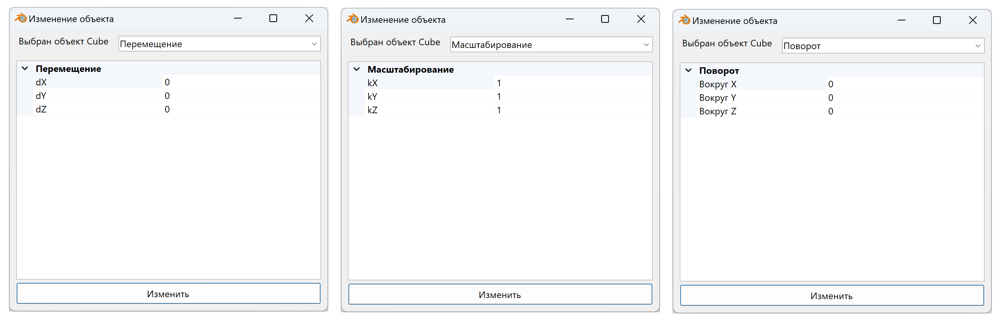 Изменение объекта
Выбран объект Cube Перемещение
Перемещение
dX 0
dY 0
dZ 0
Изменить
Изменение объекта
Выбран объект Cube Масштабирование
Масштабирование
kX 1
kY 1
kZ 1
Изменить
Изменение объекта
Выбран объект Cube Поворот
Поворот
Вокруг X 0
Вокруг Y 0
Вокруг Z 0
Изменить